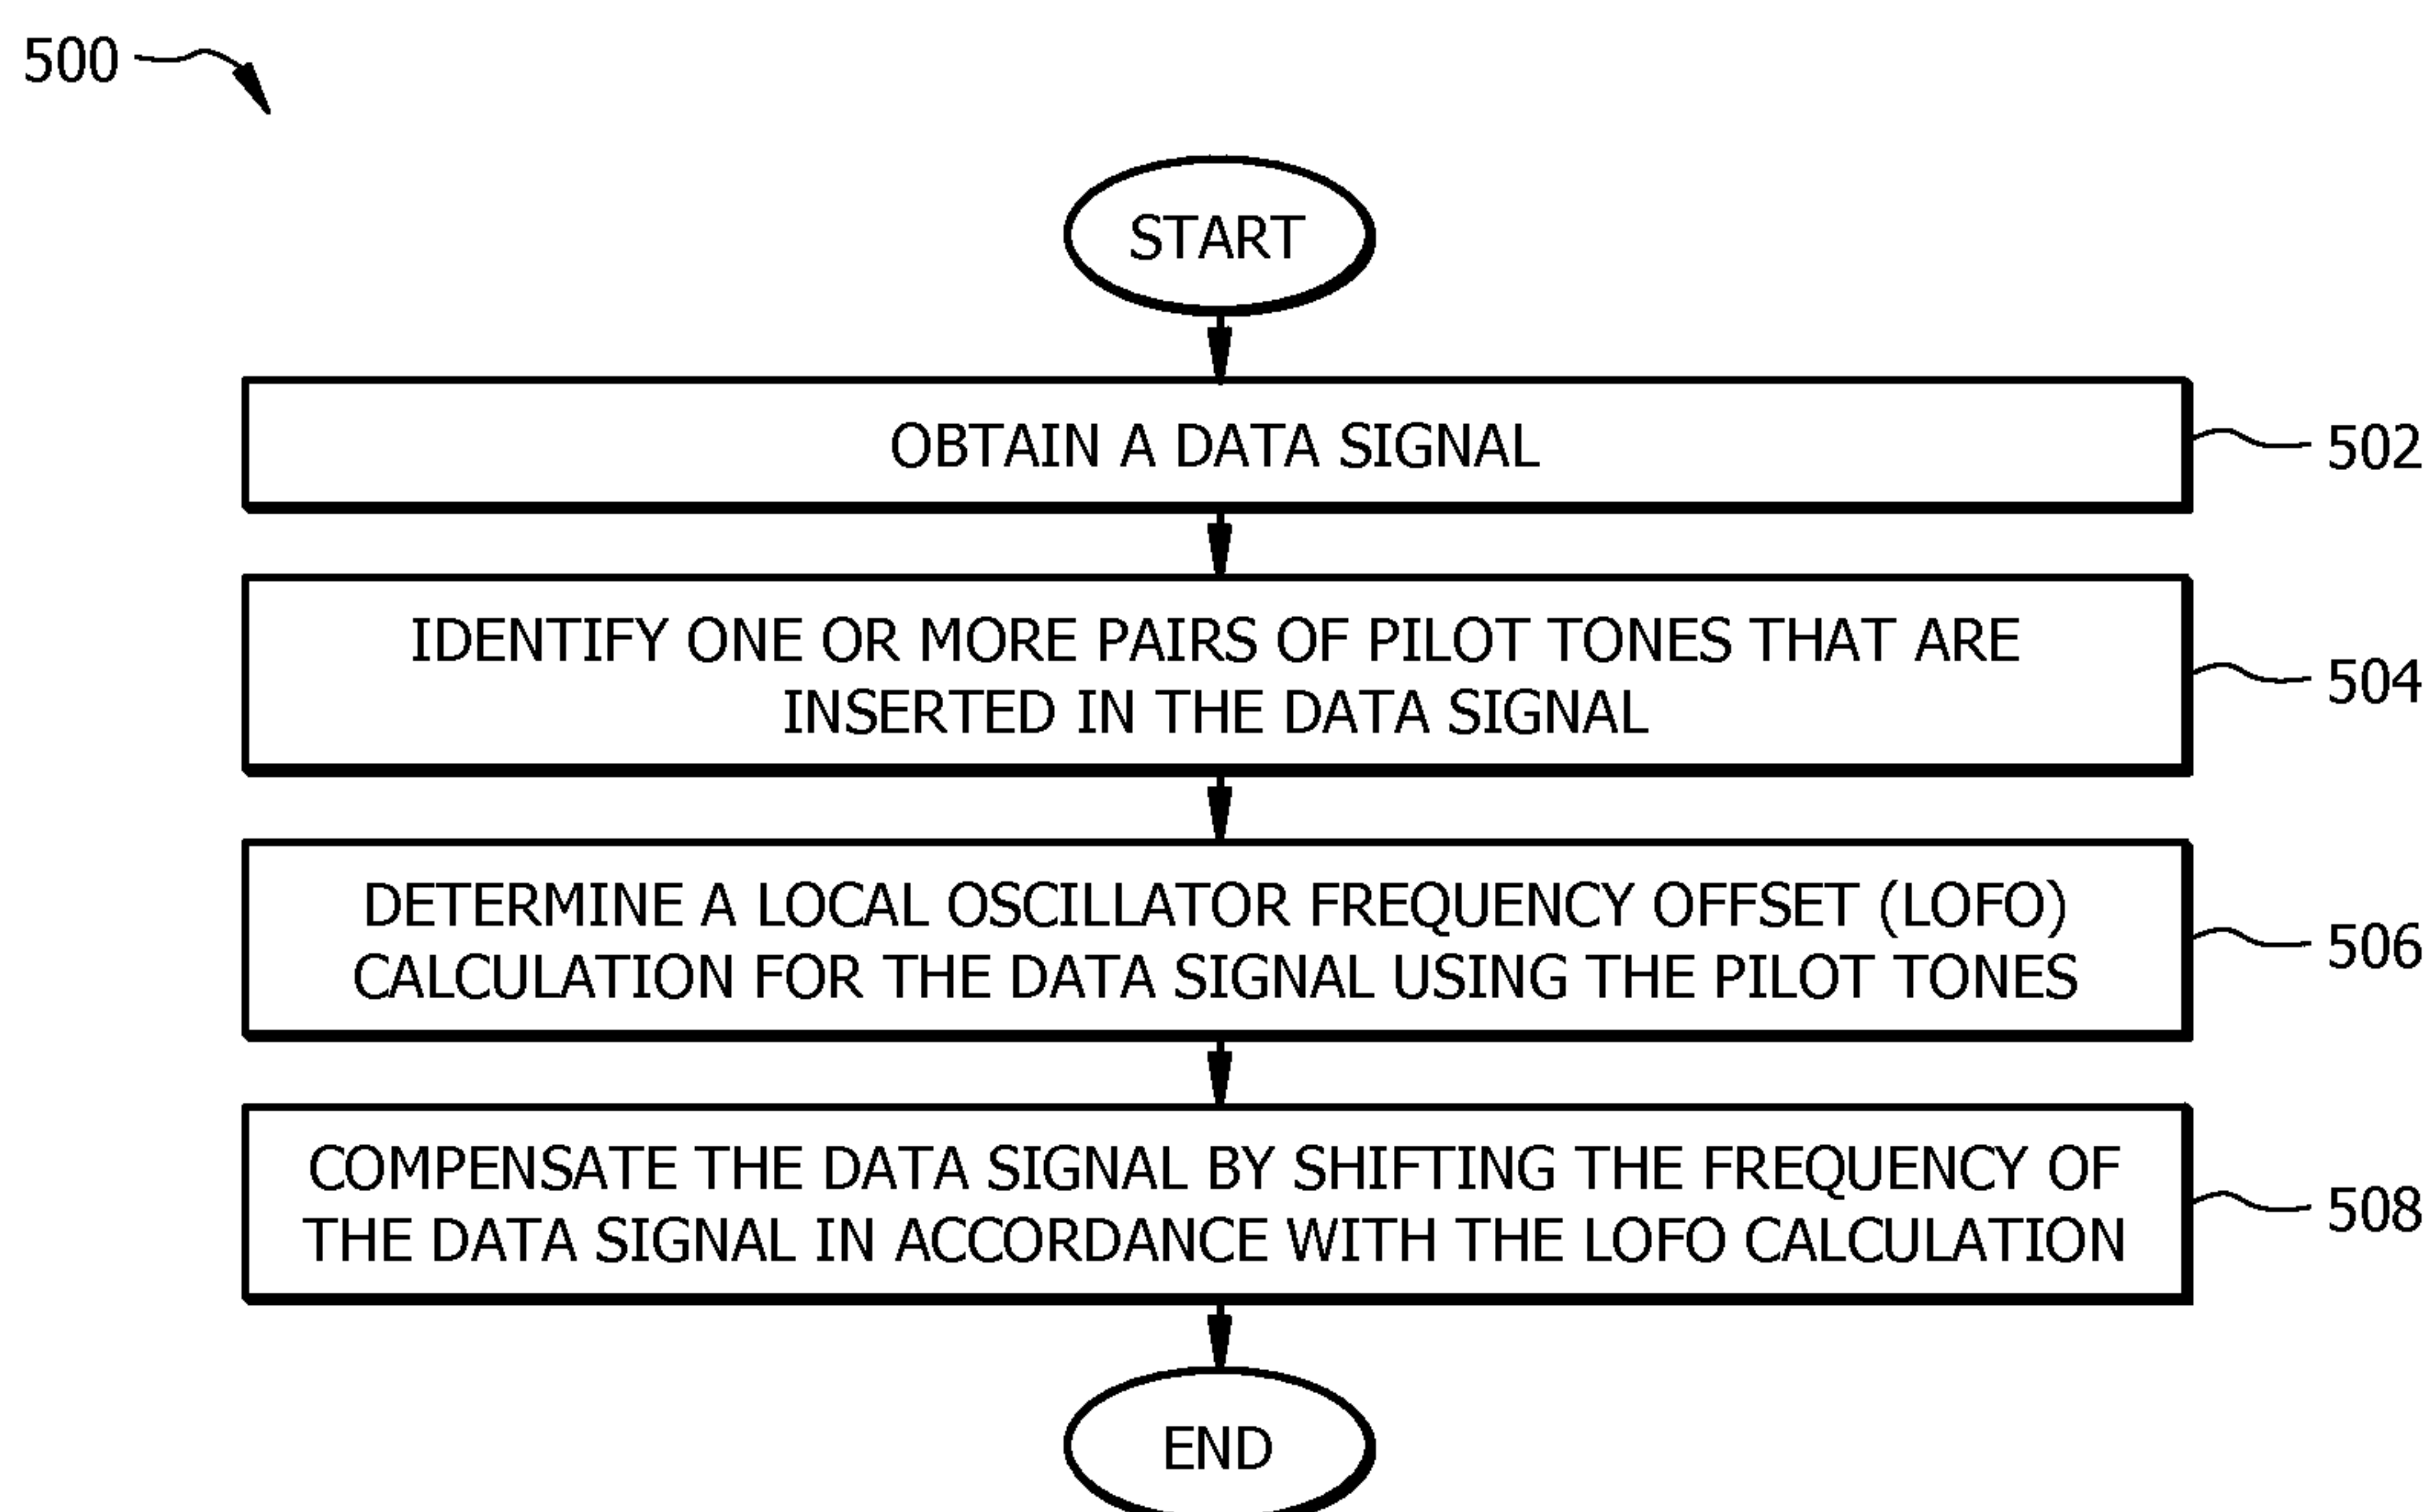 500
START
OBTAIN A DATA SIGNAL
502
IDENTIFY ONE OR MORE PAIRS OF PILOT TONES THAT ARE
INSERTED IN THE DATA SIGNAL
504
DETERMINE A LOCAL OSCILLATOR FREQUENCY OFFSET (LOFO)
CALCULATION FOR THE DATA SIGNAL USING THE PILOT TONES
506
COMPENSATE THE DATA SIGNAL BY SHIFTING THE FREQUENCY OF
THE DATA SIGNAL IN ACCORDANCE WITH THE LOFO CALCULATION
508
END